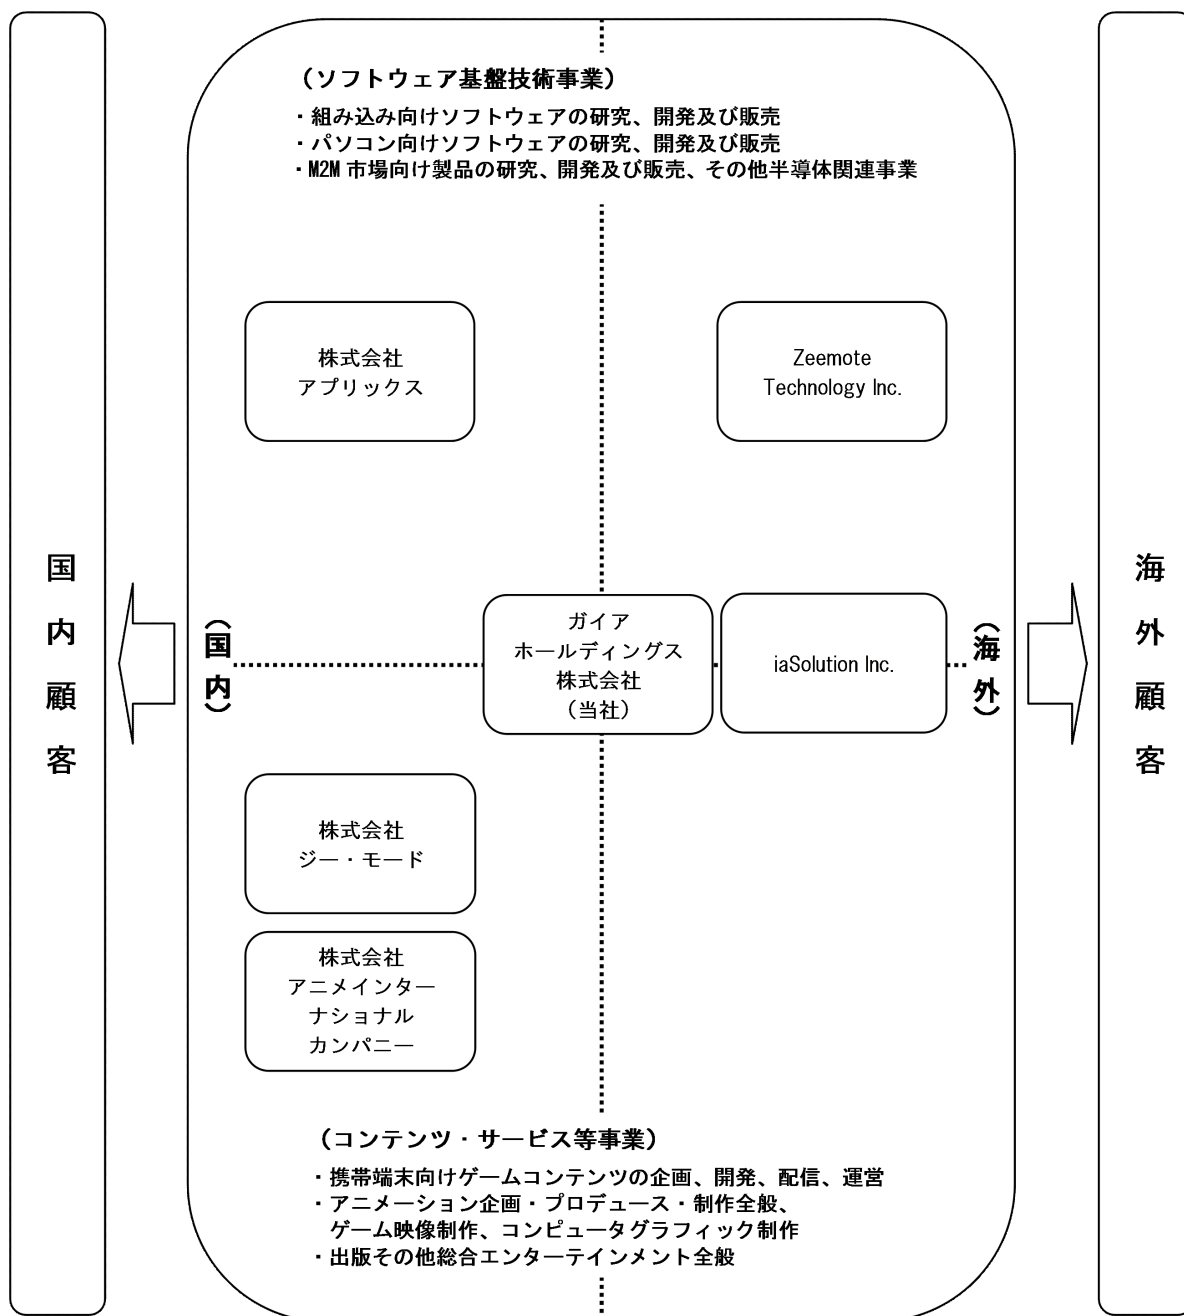 （ソフトウェア基盤技術事業）
・組み込み向けソフトウェアの研究、開発及び販売
・パソコン向けソフトウェアの研究、開発及び販売
・M2M 市場向け製品の研究、開発及び販売、その他半導体関連事業
株式会社
アプリックス
Zeemote
Technology Inc.
国内顧客
（国内）
ガイア
ホールディングス
株式会社
（当社）
iaSolution Inc.
（海外）
海外顧客
株式会社
ジー・モード
株式会社
アニメインター
ナショナル
カンパニー
（コンテンツ・サービス等事業）
・携帯端末向けゲームコンテンツの企画、開発、配信、運営
・アニメーション企画・プロデュース・制作全般、
ゲーム映像制作、コンピュータグラフィック制作
・出版その他総合エンターテインメント全般